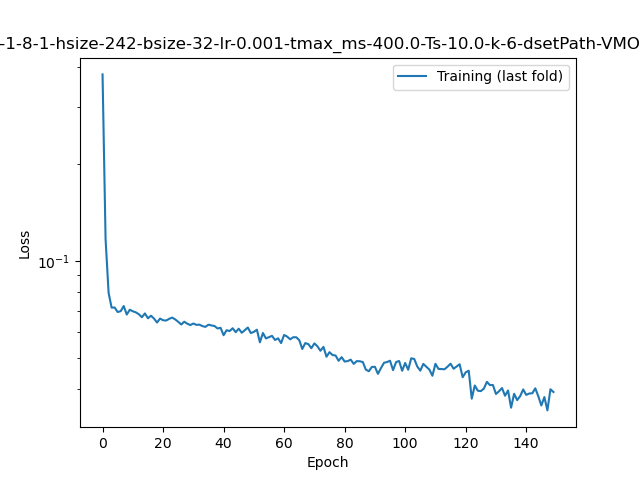 -1-8-1-hsize-242-bsize-32-lr-0.001-tmax_ms-400.0-Ts-10.0-k-6-dsetPath-VMO
Training (last fold)
Loss
10⁻¹
0 20 40 60 80 100 120 140
Epoch